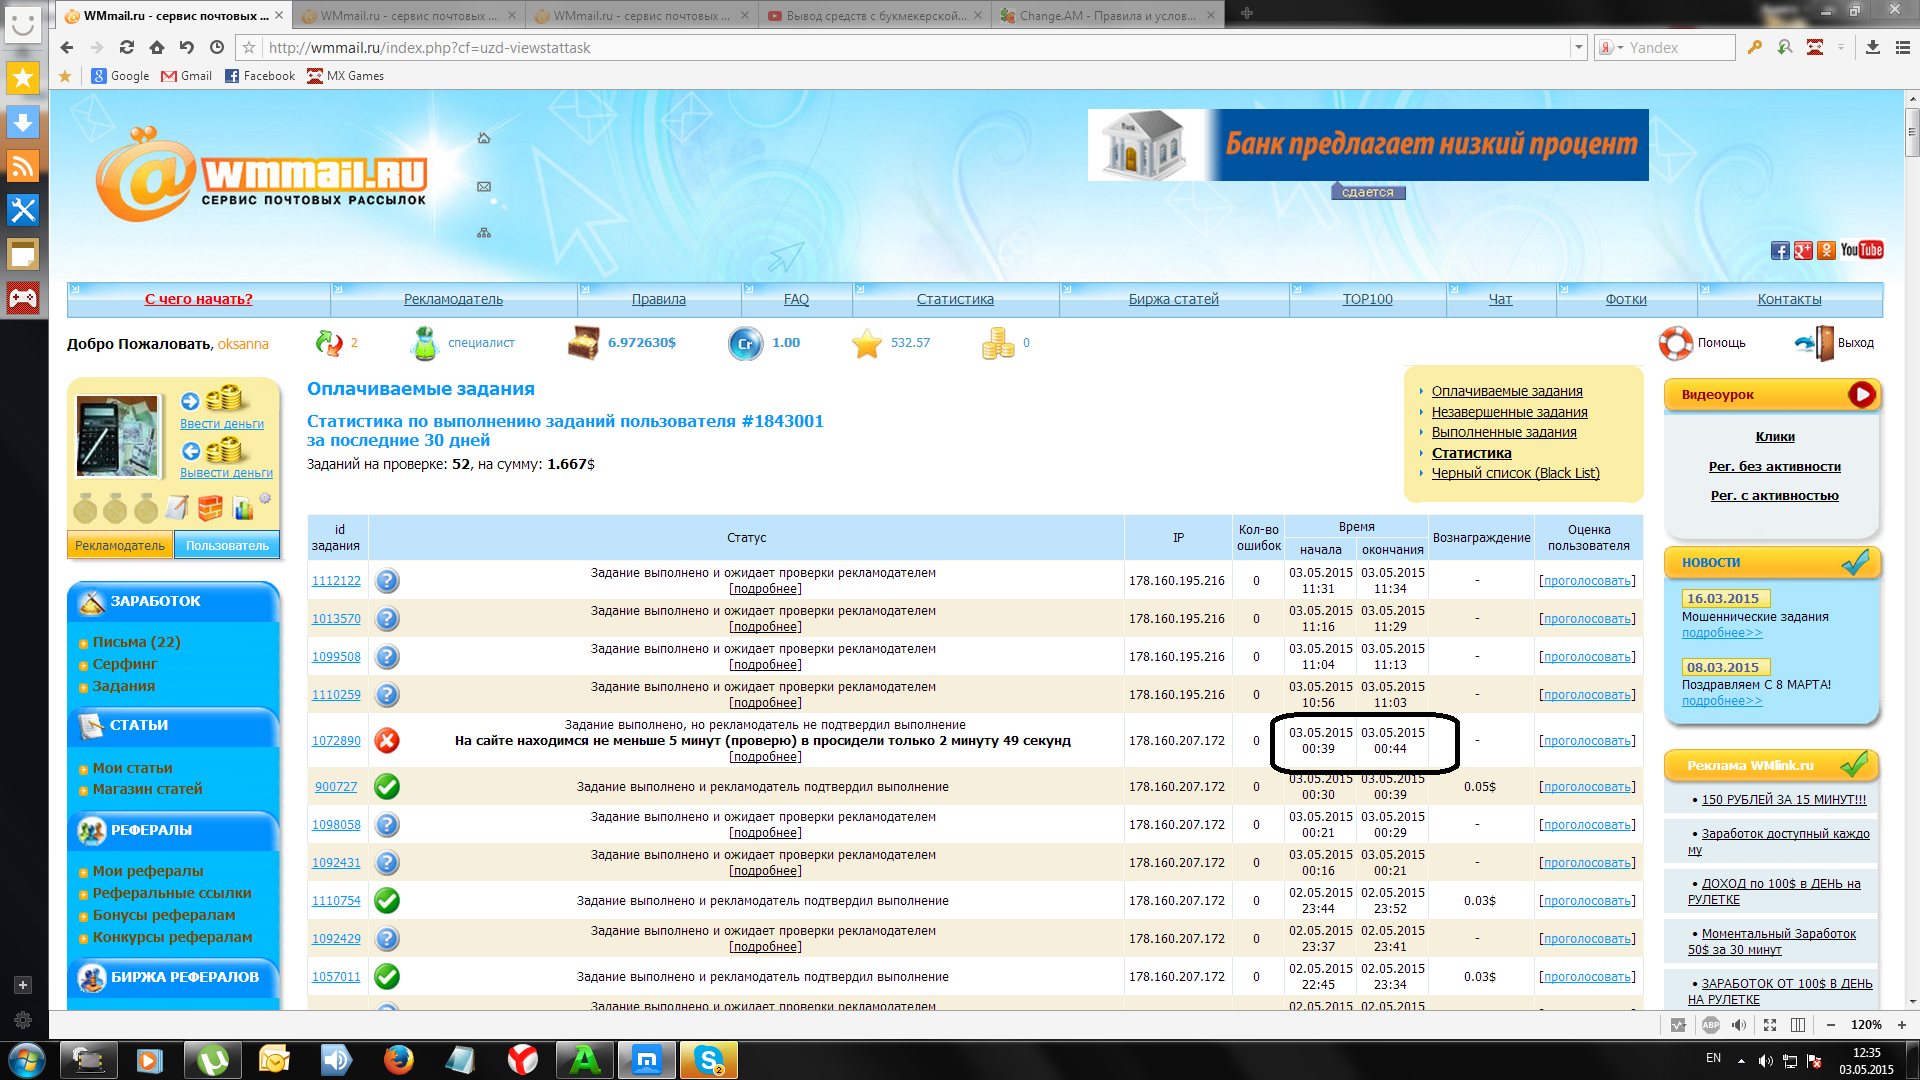 WMmail.ru - сервис почтовых ...
WMmail.ru - сервис почтовых ...
WMmail.ru - сервис почтовых ...
Вывод средств с букмекерской...
Change.AM - Правила и услов...
http://wmmail.ru/index.php?cf=uzd-viewstattask
Yandex
Google
Gmail
Facebook
MX Games
Wmmail.RU
СЕРВИС ПОЧТОВЫХ РАССЫЛОК
Bank
Банк предлагает низкий процент
сдается
YouTube
С чего начать?
Рекламодатель
Правила
FAQ
Статистика
Биржа статей
TOP100
Чат
Фотки
Контакты
Добро Пожаловать, oksanna
2
специалист
6.972630$
Cr
1.00
532.57
0
Помощь
Выход
Ввести деньги
Вывести деньги
Рекламодатель
Пользователь
ЗАРАБОТОК
Письма (22)
Серфинг
Задания
СТАТЬИ
Мои статьи
Магазин статей
РЕФЕРАЛЫ
Мои рефералы
Реферальные ссылки
Бонусы рефералам
Конкурсы рефералам
БИРЖА РЕФЕРАЛОВ
Оплачиваемые задания
Статистика по выполнению заданий пользователя #1843001
за последние 30 дней
Заданий на проверке: 52, на сумму: 1.667$
Оплачиваемые задания
Незавершенные задания
Выполненные задания
Статистика
Черный список (Black List)
id задания
Статус
IP
Кол-во ошибок
Время
начала
окончания
Вознаграждение
Оценка пользователя
1112122 Задание выполнено и ожидает проверки рекламодателем 178.160.195.216 0 03.05.2015 03.05.2015 - [проголосовать]
[подробнее] 11:31 11:34
1013570 Задание выполнено и ожидает проверки рекламодателем 178.160.195.216 0 03.05.2015 03.05.2015 - [проголосовать]
[подробнее] 11:16 11:29
1099508 Задание выполнено и ожидает проверки рекламодателем 178.160.195.216 0 03.05.2015 03.05.2015 - [проголосовать]
[подробнее] 11:04 11:13
1110259 Задание выполнено и ожидает проверки рекламодателем 178.160.195.216 0 03.05.2015 03.05.2015 - [проголосовать]
[подробнее] 10:56 11:03
Задание выполнено, но рекламодатель не подтвердил выполнение
1072890 На сайте находимся не меньше 5 минут (проверю) в просидели только 2 минуту 49 секунд 178.160.207.172 0 03.05.2015 03.05.2015 - [проголосовать]
[подробнее] 00:39 00:44
900727 Задание выполнено и рекламодатель подтвердил выполнение 178.160.207.172 0 03.05.2015 03.05.2015 0.05$ [проголосовать]
00:30 00:39
1098058 Задание выполнено и ожидает проверки рекламодателем 178.160.207.172 0 03.05.2015 03.05.2015 - [проголосовать]
[подробнее] 00:21 00:29
1092431 Задание выполнено и ожидает проверки рекламодателем 178.160.207.172 0 03.05.2015 03.05.2015 - [проголосовать]
[подробнее] 00:16 00:21
1110754 Задание выполнено и рекламодатель подтвердил выполнение 178.160.207.172 0 02.05.2015 02.05.2015 0.03$ [проголосовать]
23:44 23:52
1092429 Задание выполнено и ожидает проверки рекламодателем 178.160.207.172 0 02.05.2015 02.05.2015 - [проголосовать]
[подробнее] 23:37 23:41
1057011 Задание выполнено и рекламодатель подтвердил выполнение 178.160.207.172 0 02.05.2015 02.05.2015 0.03$ [проголосовать]
22:45 23:34
Задание выполнено и ожидает проверки рекламодателем 02.05.2015 02.05.2015
Видеоурок
Клики
Рег. без активности
Рег. с активностью
НОВОСТИ
16.03.2015
Мошеннические задания
подробнее>>
08.03.2015
Поздравляем С 8 МАРТА!
подробнее>>
Реклама WMlink.ru
• 150 РУБЛЕЙ ЗА 15 МИНУТ!!!
• Заработок доступный каждо
му
• ДОХОД по 100$ в ДЕНЬ на
РУЛЕТКЕ
• Моментальный Заработок
50$ за 30 минут
• ЗАРАБОТОК ОТ 100$ В ДЕНЬ
НА РУЛЕТКЕ
ABP
120%
2
EN
12:35
03.05.2015